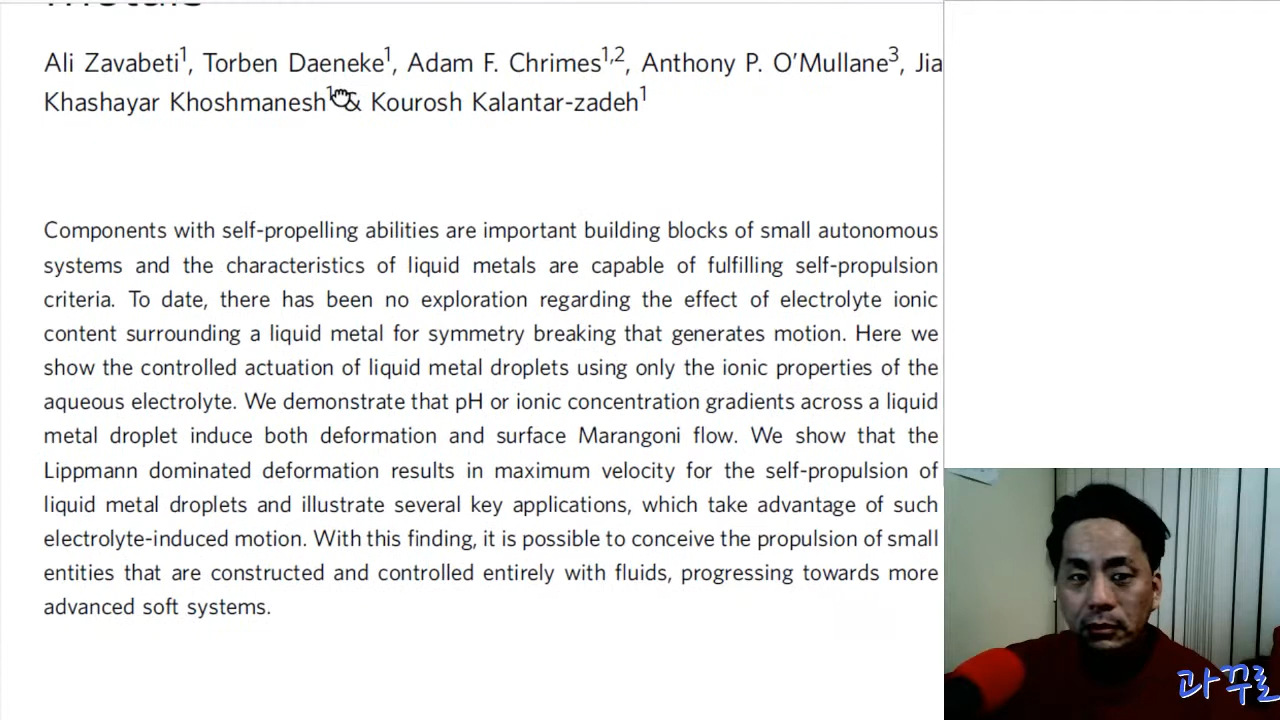 Ali Zavabeti1, Torben Daeneke1, Adam F. Chrimes1,2, Anthony P. O'Mullane3, Jia
Khashayar Khoshmanesh1 & Kourosh Kalantar-zadeh1
Components with self-propelling abilities are important building blocks of small autonomous
systems and the characteristics of liquid metals are capable of fulfilling self-propulsion
criteria. To date, there has been no exploration regarding the effect of electrolyte ionic
content surrounding a liquid metal for symmetry breaking that generates motion. Here we
show the controlled actuation of liquid metal droplets using only the ionic properties of the
aqueous electrolyte. We demonstrate that pH or ionic concentration gradients across a liquid
metal droplet induce both deformation and surface Marangoni flow. We show that the
Lippmann dominated deformation results in maximum velocity for the self-propulsion of
liquid metal droplets and illustrate several key applications, which take advantage of such
electrolyte-induced motion. With this finding, it is possible to conceive the propulsion of small
entities that are constructed and controlled entirely with fluids, progressing towards more
advanced soft systems.
과꾸로